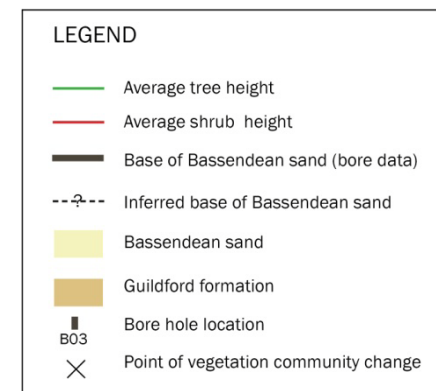 LEGEND
Average tree height
Average shrub height
Base of Bassendean sand (bore data)
? Inferred base of Bassendean sand
Bassendean sand
Guildford formation
Bore hole location
B03
Point of vegetation community change